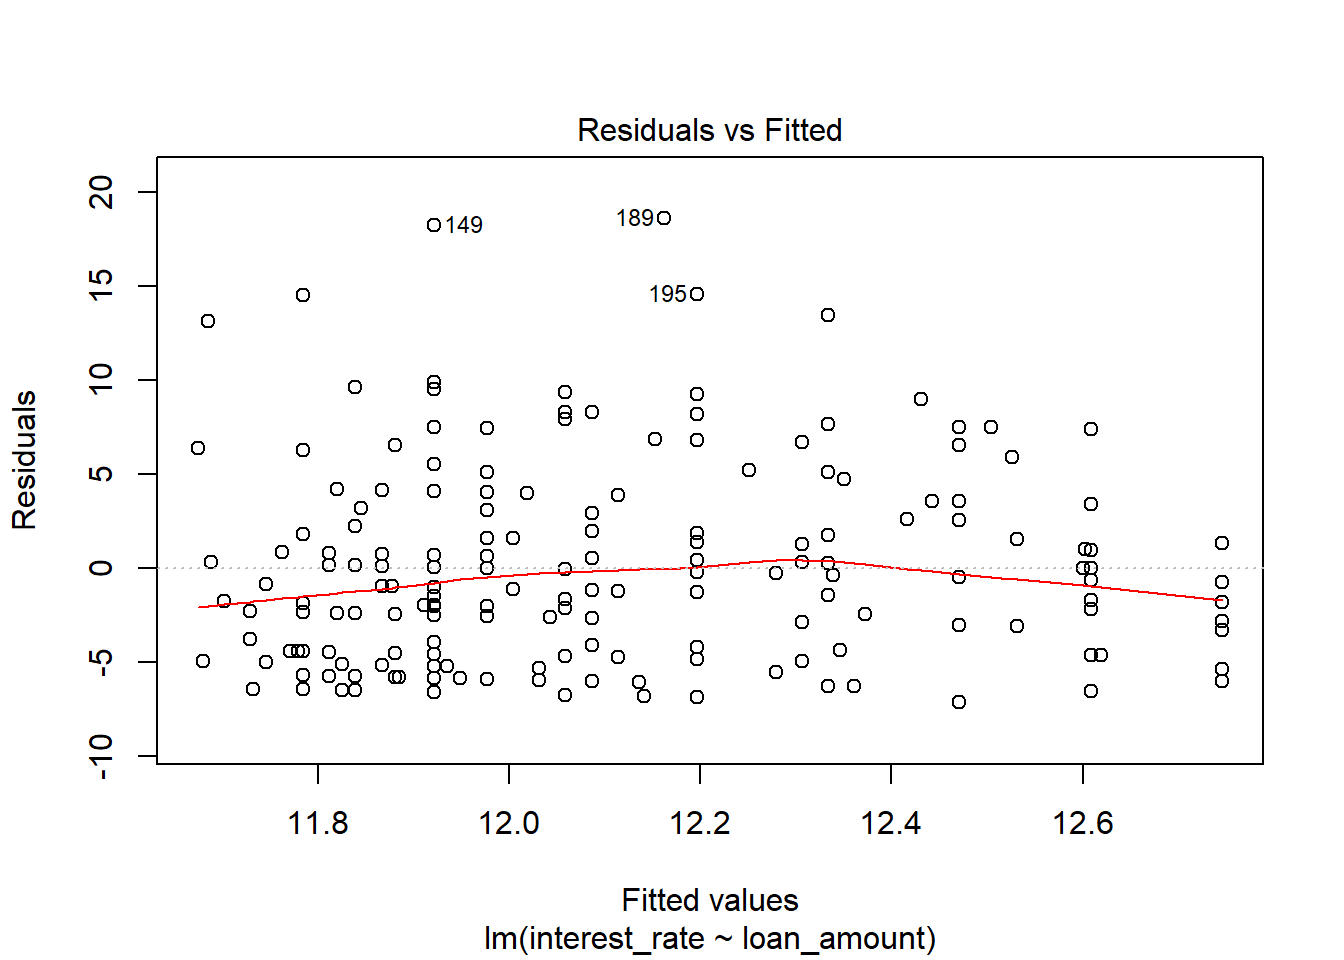 Residuals vs Fitted
20
15
10
5
0
-5
-10
Residuals
149
189
195
11.8 12.0 12.2 12.4 12.6
Fitted values
lm(interest_rate ~ loan_amount)